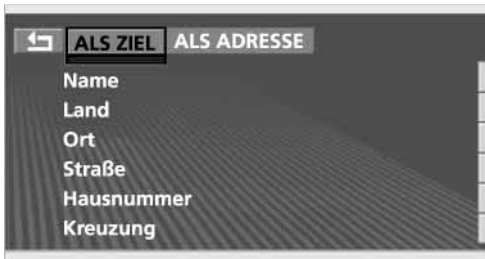 ALS ZIEL ALS ADRESSE
Name
Land
Ort
Straße
Hausnummer
Kreuzung